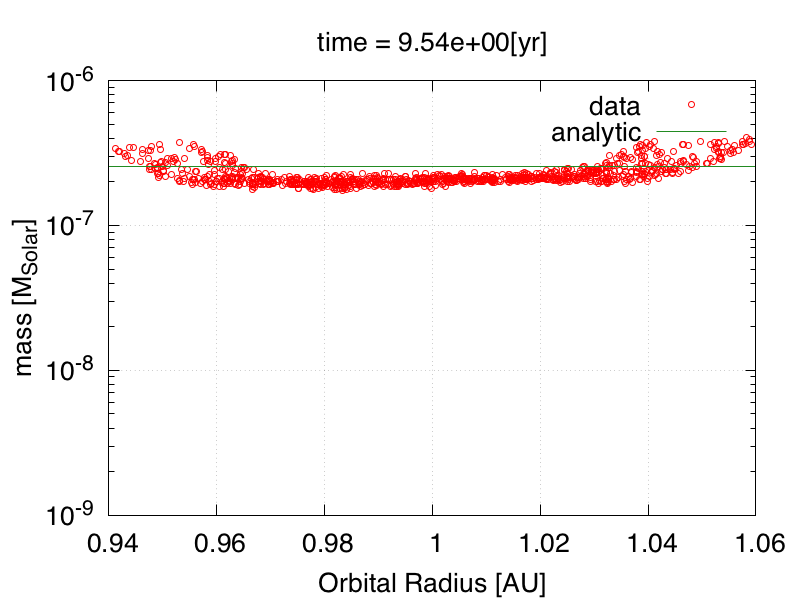 time = 9.54e+00[yr]
data
analytic
10^-6
10^-7
10^-8
10^-9
mass [M_Solar]
0.94 0.96 0.98 1 1.02 1.04 1.06
Orbital Radius [AU]